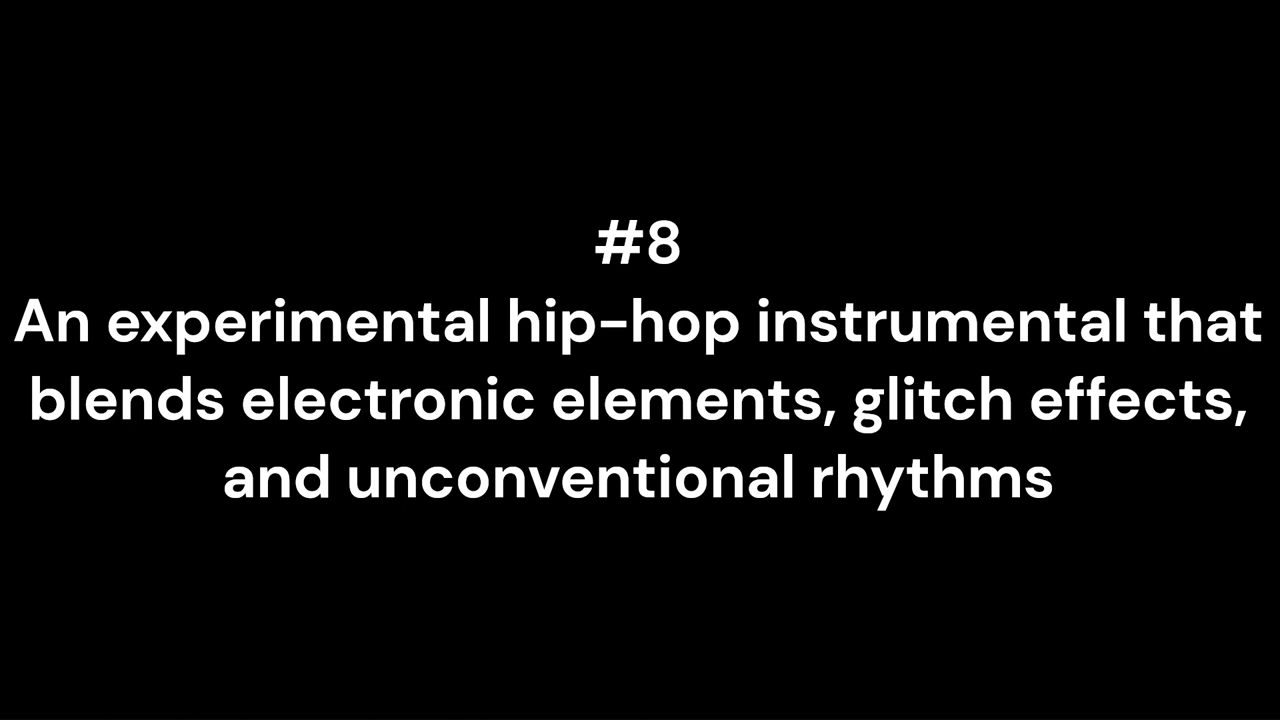 #8
An experimental hip-hop instrumental that
blends electronic elements, glitch effects,
and unconventional rhythms